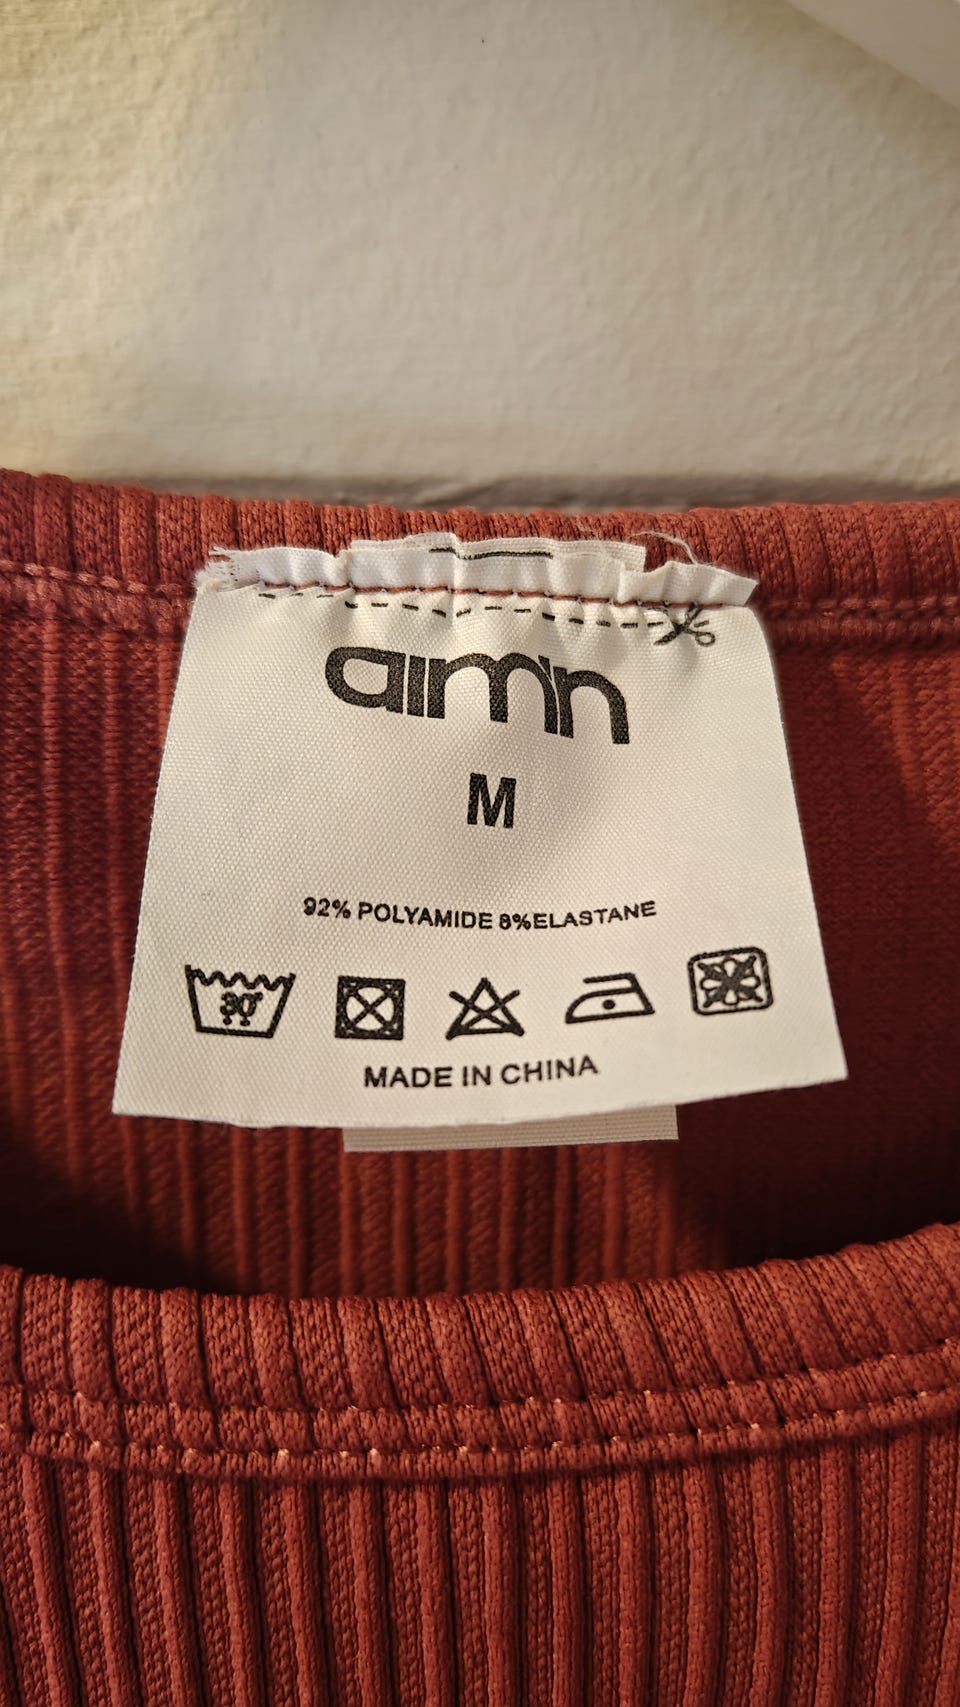 aim'n
M
92% POLYAMIDE 8%ELASTANE
30°
MADE IN CHINA